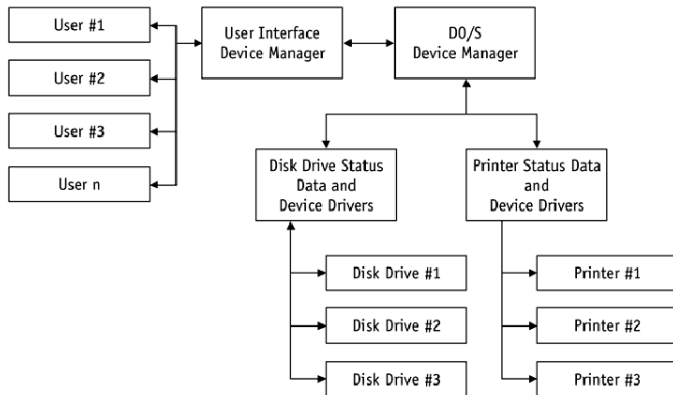 User #1
User #2
User #3
User n
User Interface
Device Manager
DO/S
Device Manager
Disk Drive Status
Data and
Device Drivers
Printer Status Data
and
Device Drivers
Disk Drive #1
Disk Drive #2
Disk Drive #3
Printer #1
Printer #2
Printer #3